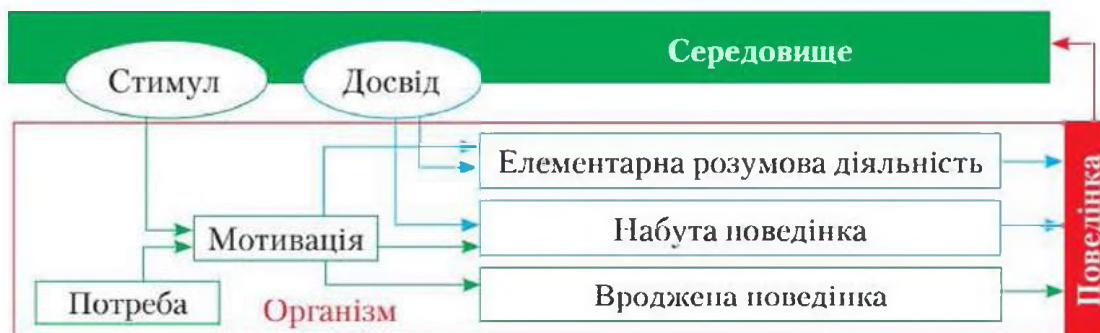 Середовище
Стимул
Досвід
Елементарна розумова діяльність
Мотивація
Набута поведінка
Потреба
Організм
Вроджена поведінка
Поведінка